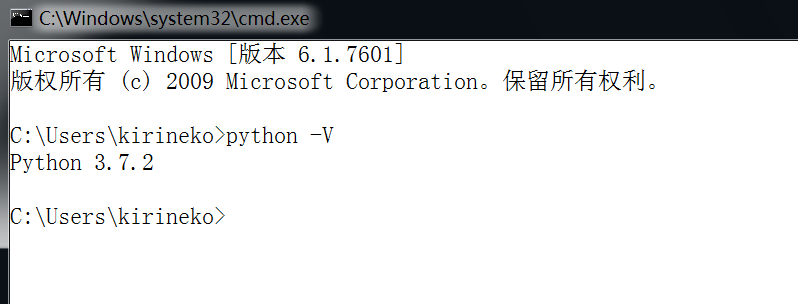 C:\Windows\system32\cmd.exe
Microsoft Windows [版本 6.1.7601]
版权所有 (c) 2009 Microsoft Corporation。保留所有权利。
C:\Users\kirineko>python -V
Python 3.7.2
C:\Users\kirineko>